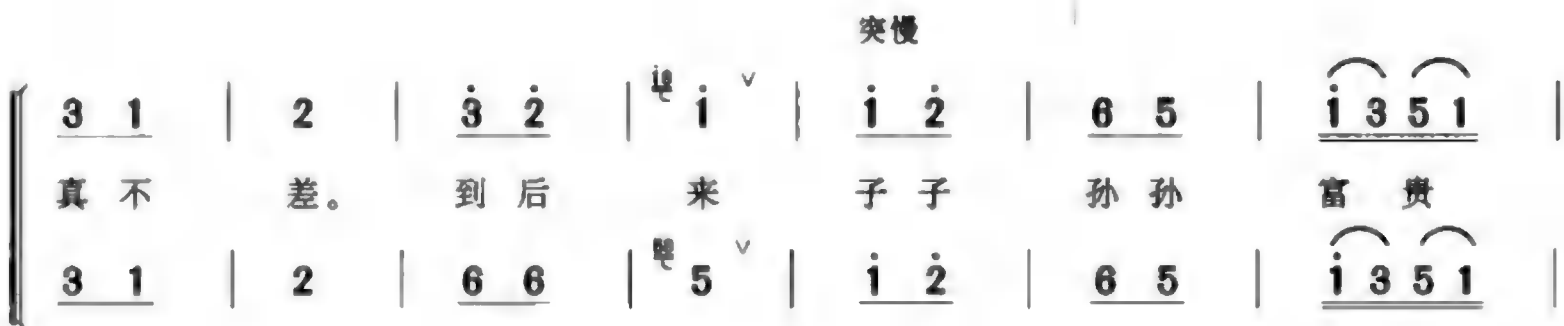 突慢
3 1 | 2 | 3̇ 2̇ | 1̇ ∨ | 1̇ 2̇ | 6 5 | 1̇ 3 5 1 |
真 不 差。 到 后 来 子 子 孙 孙 富 贵
3 1 | 2 | 6 6 | 5 ∨ | 1̇ 2̇ | 6 5 | 1̇ 3 5 1 |